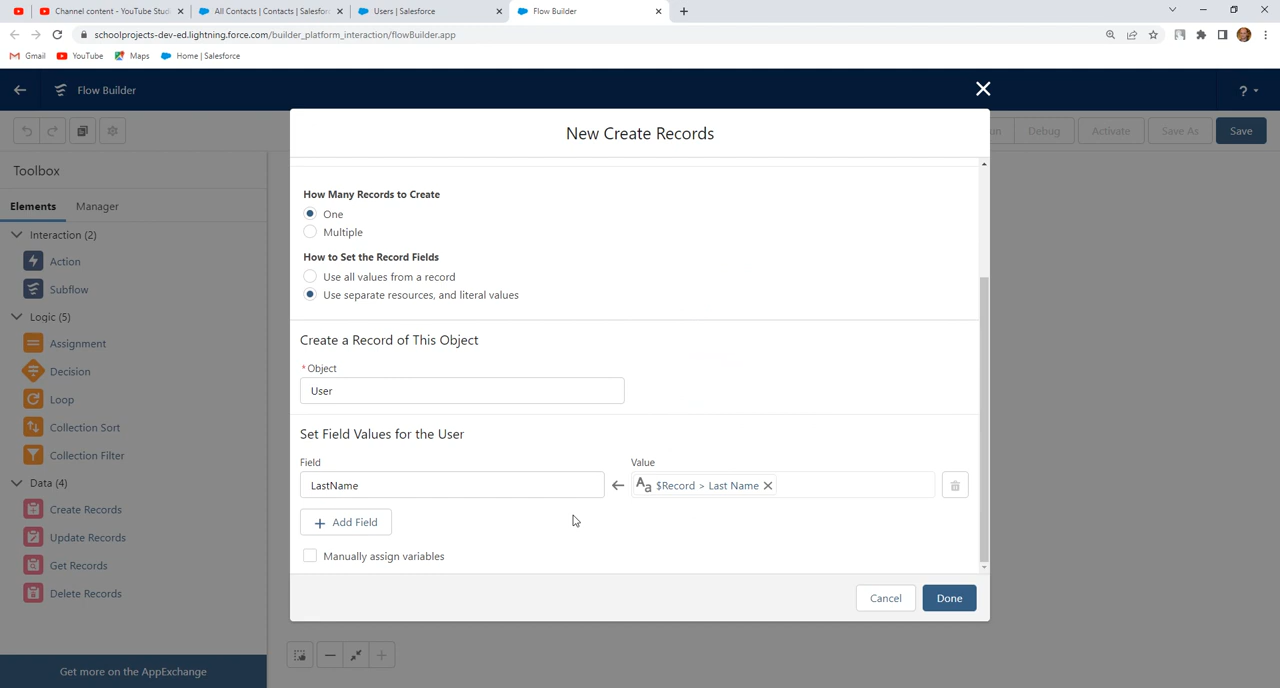 Channel content - YouTube Stud
All Contacts | Contacts | Salesfor
Users | Salesforce
Flow Builder
schoolprojects-dev-ed.lightning.force.com/builder_platform_interaction/flowBuilder.app
Gmail
YouTube
Maps
Home | Salesforce
Flow Builder
?
New Create Records
un
Debug
Activate
Save As
Save
Toolbox
Elements
Manager
Interaction (2)
Action
Subflow
Logic (5)
Assignment
Decision
Loop
Collection Sort
Collection Filter
Data (4)
Create Records
Update Records
Get Records
Delete Records
Get more on the AppExchange
How Many Records to Create
One
Multiple
How to Set the Record Fields
Use all values from a record
Use separate resources, and literal values
Create a Record of This Object
*Object
User
Set Field Values for the User
Field
Value
LastName
Aa $Record > Last Name
Add Field
Manually assign variables
Cancel
Done